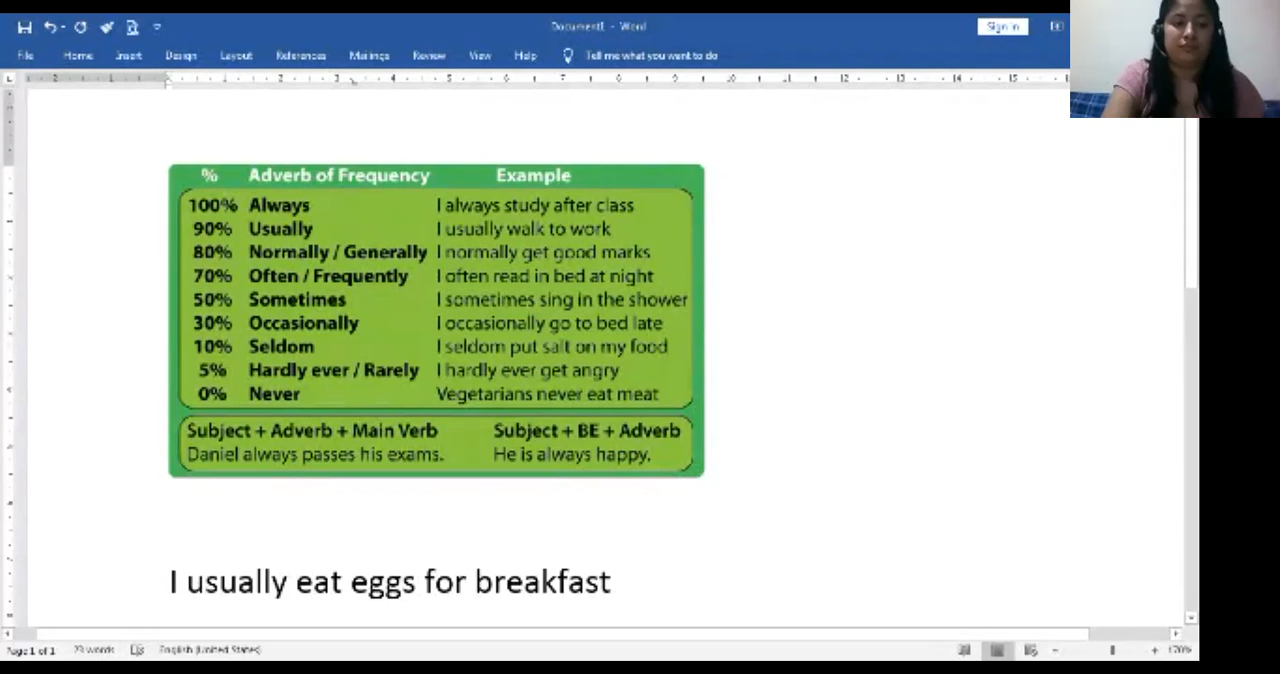 Document1 - Word
Sign in
File Home Insert Design Layout References Mailings Review View Help Tell me what you want to do
% Adverb of Frequency Example
100% Always I always study after class
90% Usually I usually walk to work
80% Normally / Generally I normally get good marks
70% Often / Frequently I often read in bed at night
50% Sometimes I sometimes sing in the shower
30% Occasionally I occasionally go to bed late
10% Seldom I seldom put salt on my food
5% Hardly ever / Rarely I hardly ever get angry
0% Never Vegetarians never eat meat
Subject + Adverb + Main Verb Subject + BE + Adverb
Daniel always passes his exams. He is always happy.
I usually eat eggs for breakfast
Page 1 of 1 73 words English (United States) 170%